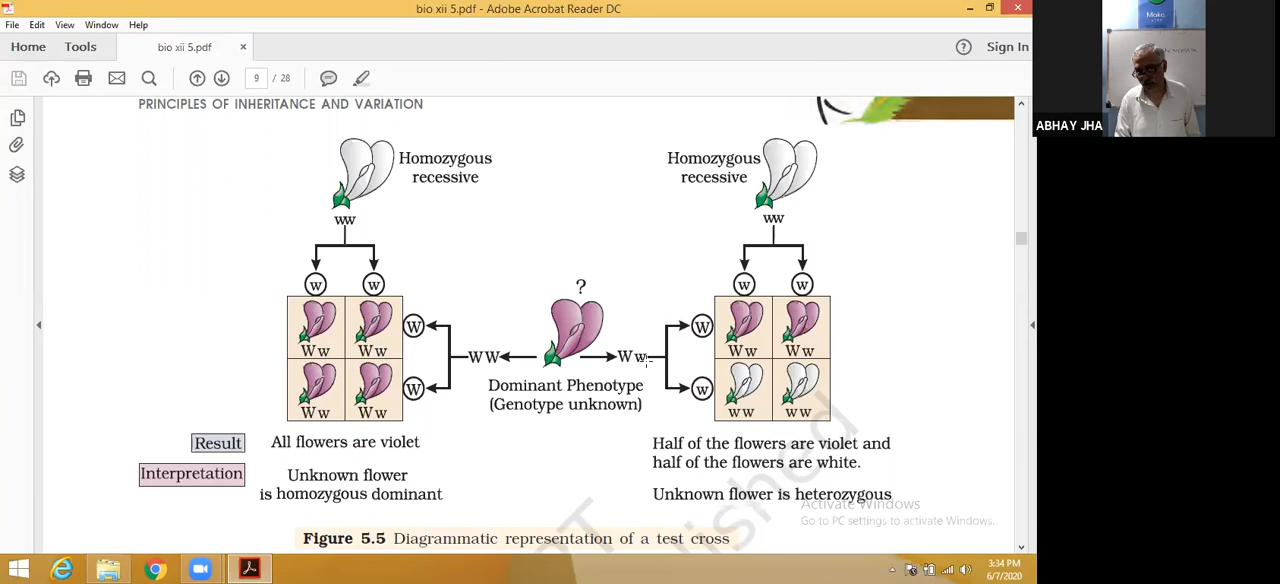 bio xii 5.pdf - Adobe Acrobat Reader DC
File Edit View Window Help
Home Tools bio xii 5.pdf × ? Sign In
9 / 28
PRINCIPLES OF INHERITANCE AND VARIATION
ABHAY JHA
Homozygous
recessive
ww
w w
Homozygous
recessive
ww
w w
Ww Ww W
Ww Ww W
?
WW Ww
Dominant Phenotype
(Genotype unknown)
W Ww Ww
w ww ww
Result All flowers are violet
Half of the flowers are violet and
half of the flowers are white.
Interpretation Unknown flower
is homozygous dominant
Unknown flower is heterozygous
Activate Windows
Go to PC settings to activate Windows.
Figure 5.5 Diagrammatic representation of a test cross
3:34 PM
6/7/2020